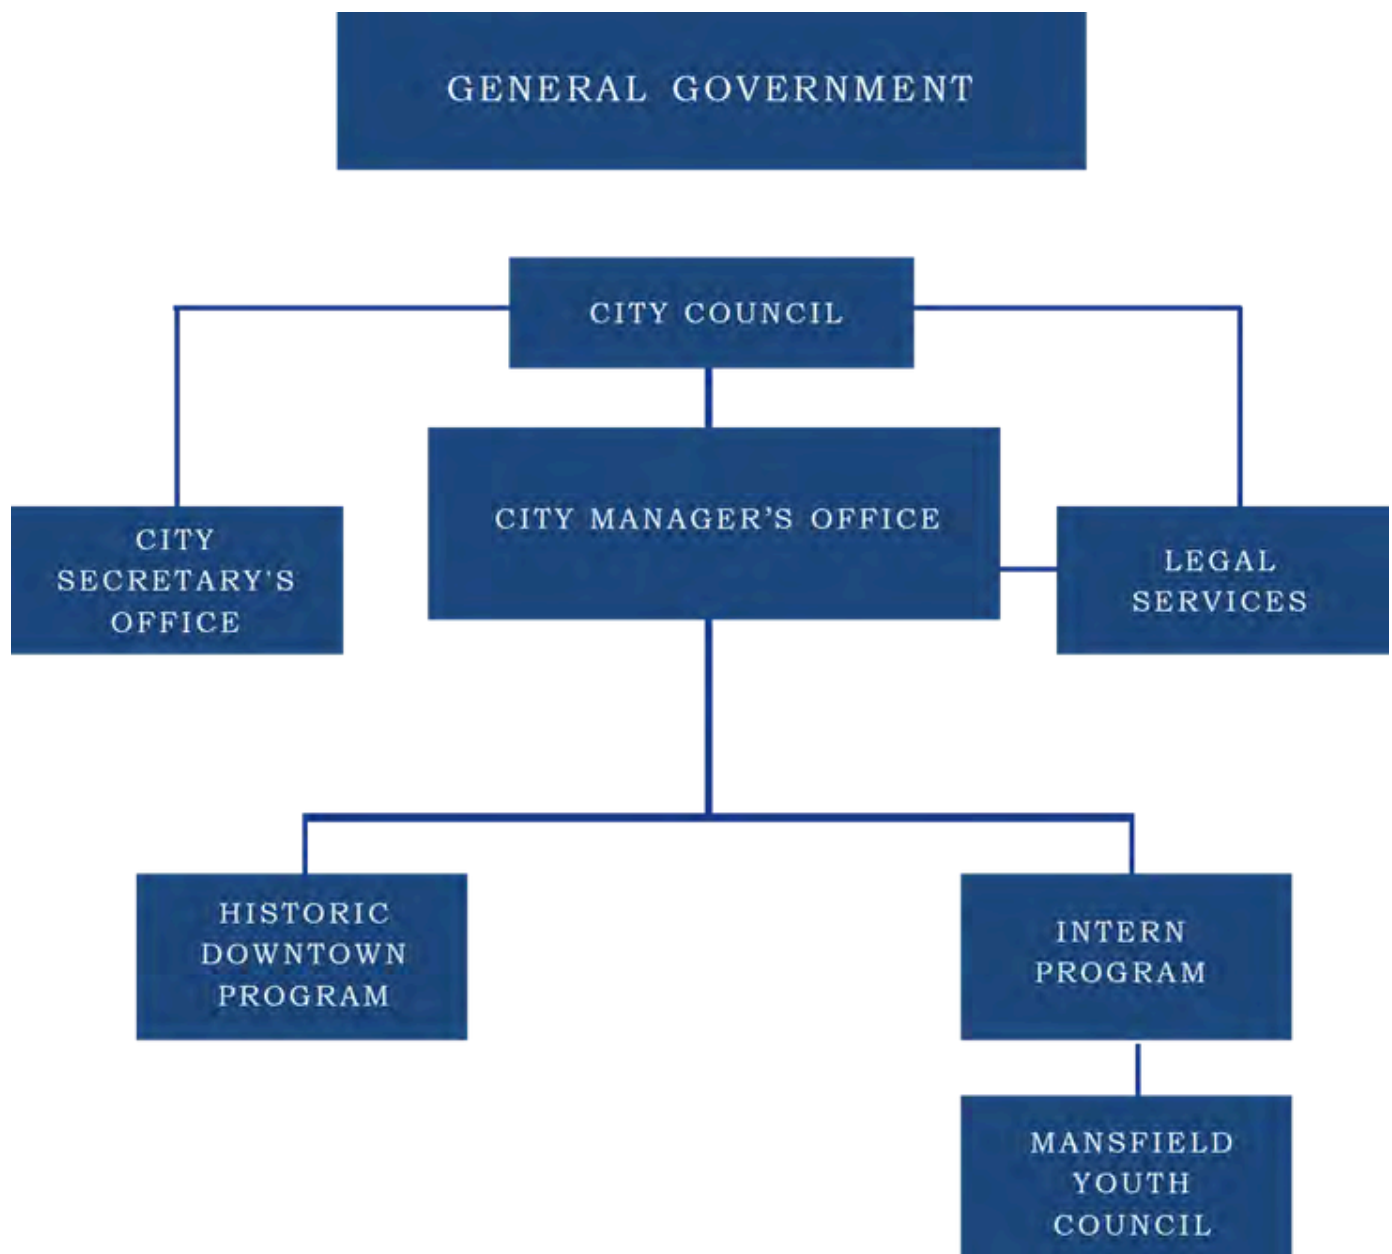 GENERAL GOVERNMENT
CITY COUNCIL
CITY MANAGER'S OFFICE
CITY
SECRETARY'S
OFFICE
LEGAL
SERVICES
HISTORIC
DOWNTOWN
PROGRAM
INTERN
PROGRAM
MANSFIELD
YOUTH
COUNCIL